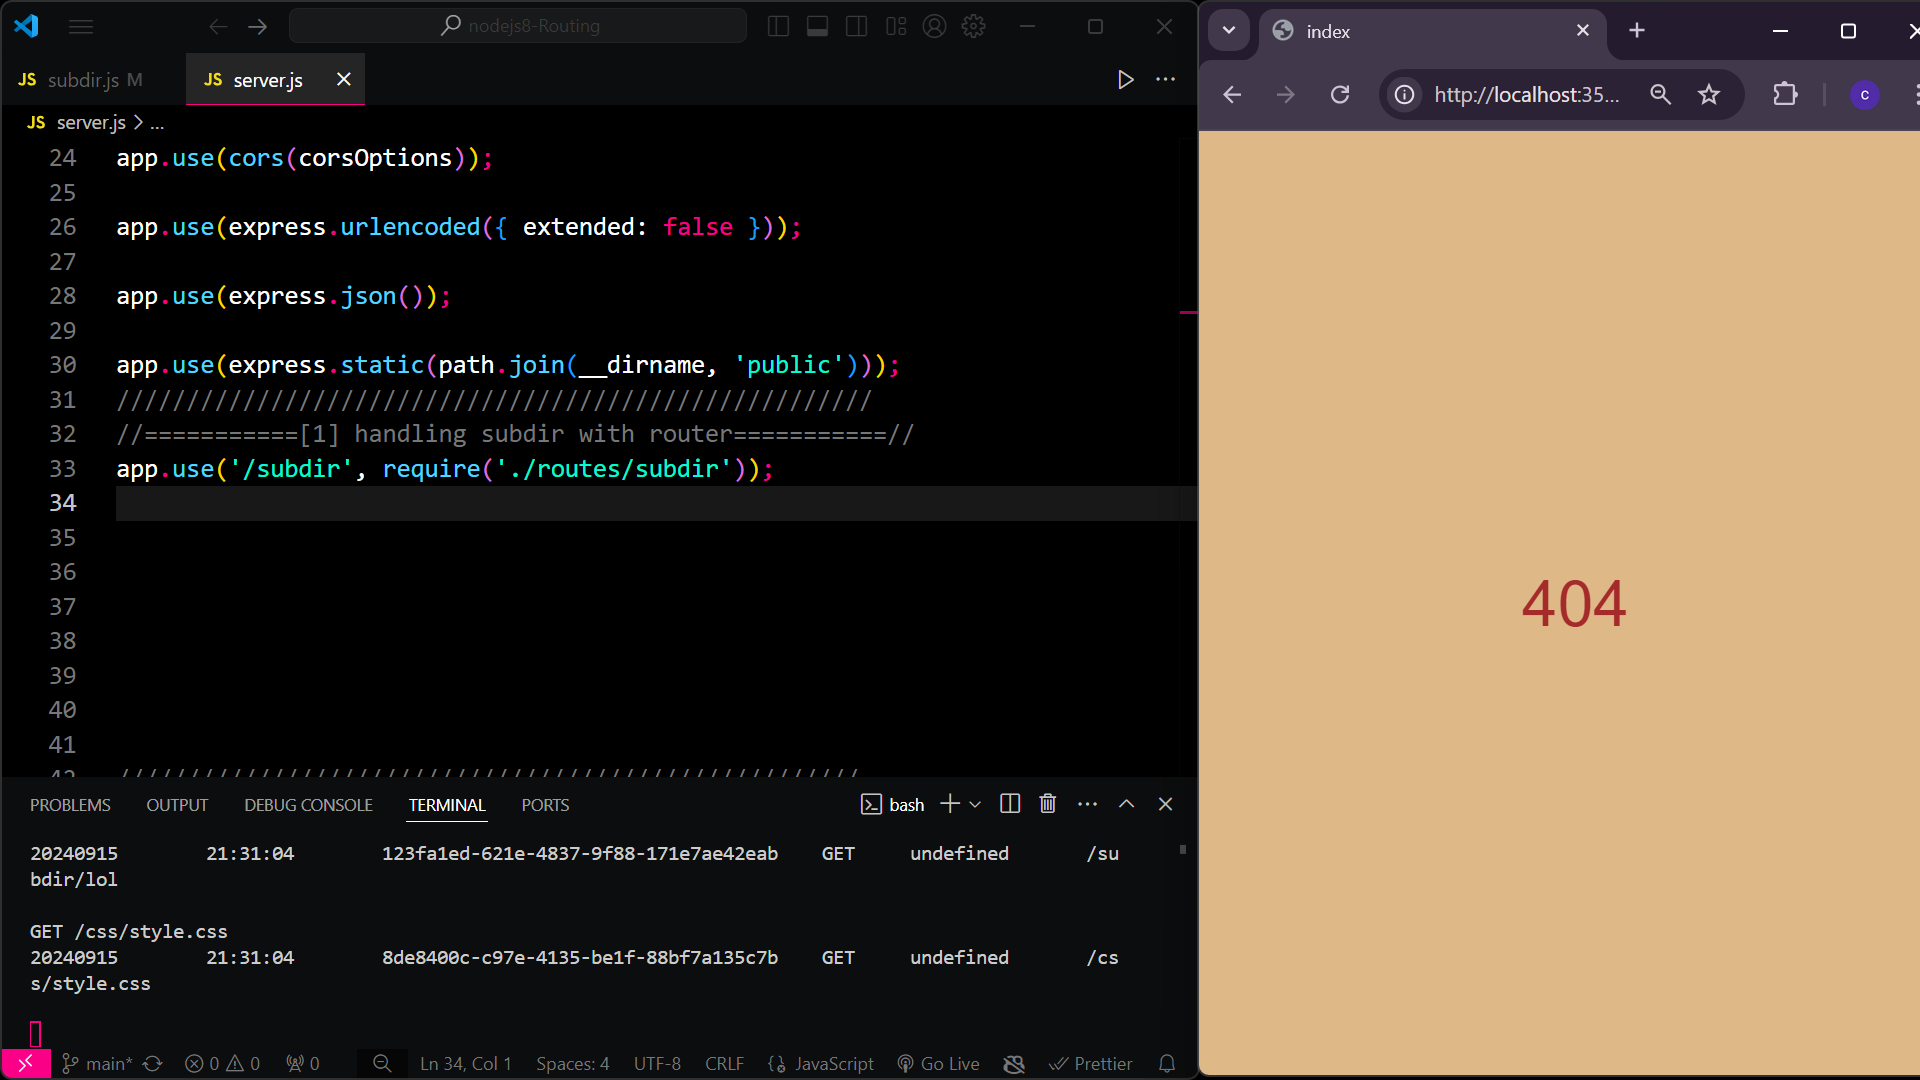 nodejs8-Routing
JS subdir.js M
JS server.js
JS server.js > ...
24 app.use(cors(corsOptions));
25
26 app.use(express.urlencoded({ extended: false }));
27
28 app.use(express.json());
29
30 app.use(express.static(path.join(__dirname, 'public')));
31 //////////////////////////////////////////////////////
32 //===========[1] handling subdir with router===========//
33 app.use('/subdir', require('./routes/subdir'));
34
35
36
37
38
39
40
41
42 /////////////////////////////////////////////////////
PROBLEMS OUTPUT DEBUG CONSOLE TERMINAL PORTS
bash
20240915 21:31:04 123fa1ed-621e-4837-9f88-171e7ae42eab GET undefined /su
bdir/lol
GET /css/style.css
20240915 21:31:04 8de8400c-c97e-4135-be1f-88bf7a135c7b GET undefined /cs
s/style.css
main* 0 0 0 Ln 34, Col 1 Spaces: 4 UTF-8 CRLF JavaScript Go Live Prettier
index
http://localhost:35...
c
404